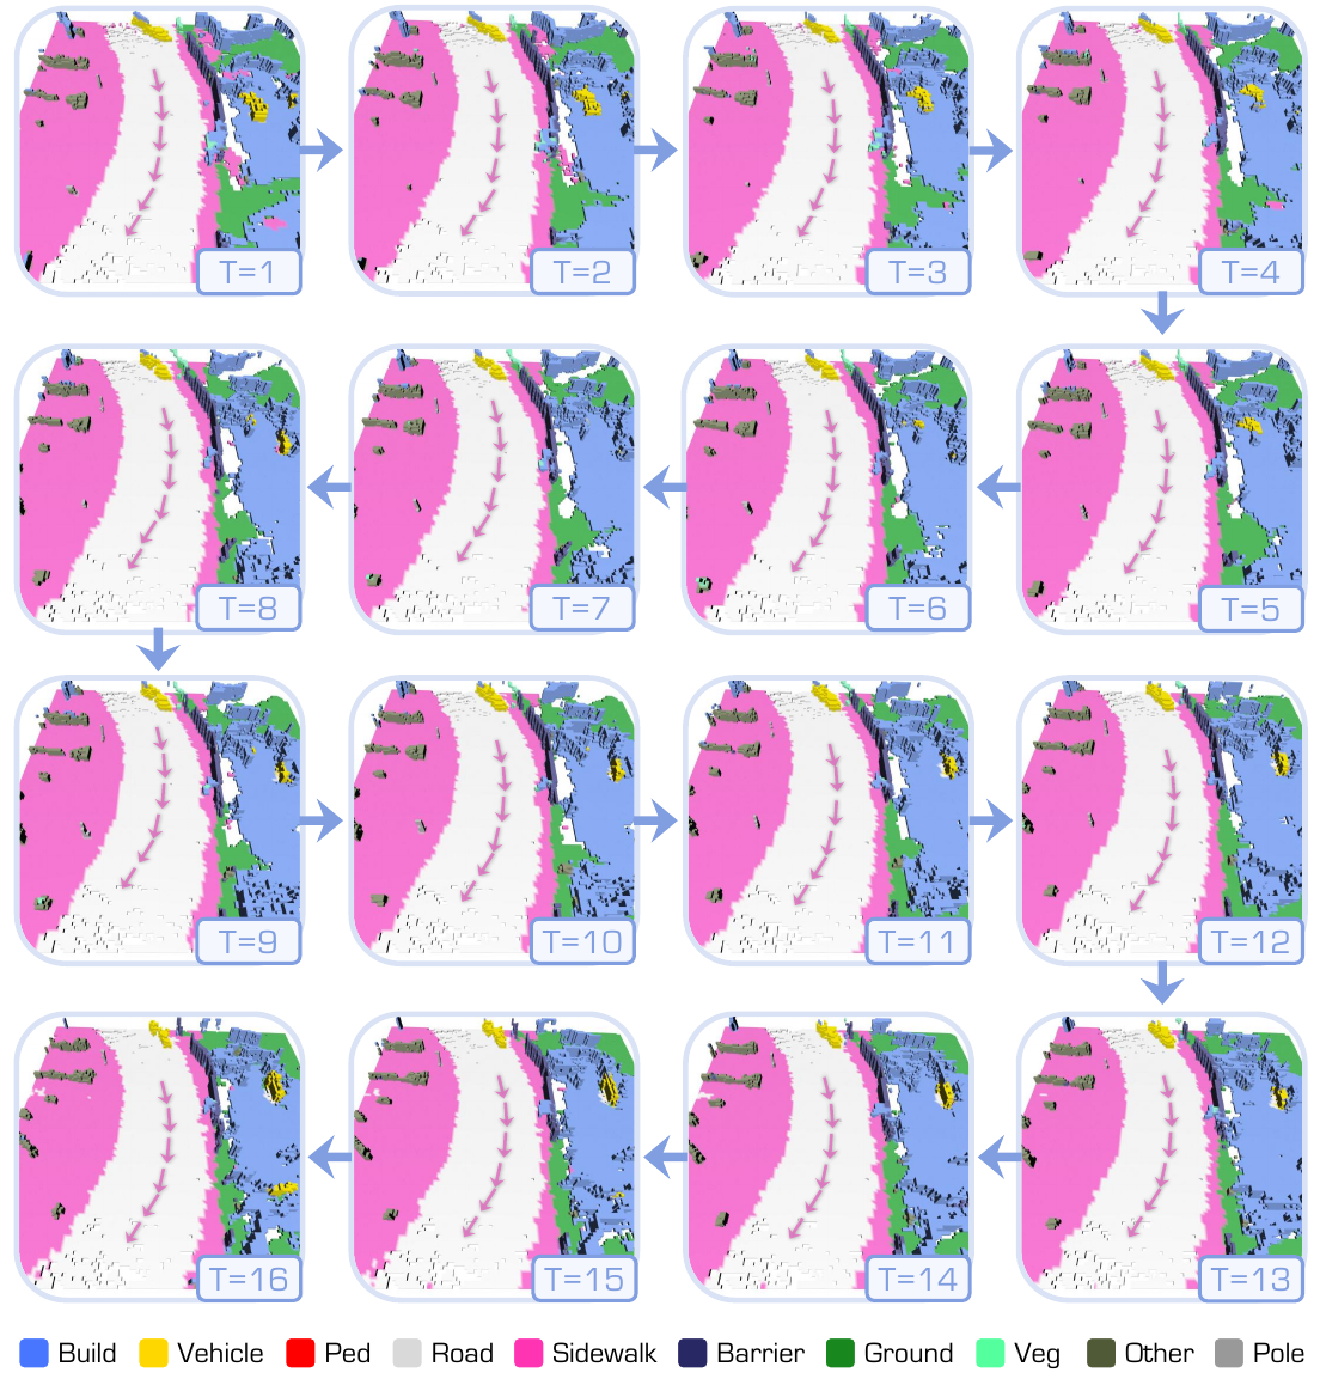 T=1
T=2
T=3
T=4
T=8
T=7
T=6
T=5
T=9
T=10
T=11
T=12
T=16
T=15
T=14
T=13
Build Vehicle Ped Road Sidewalk Barrier Ground Veg Other Pole